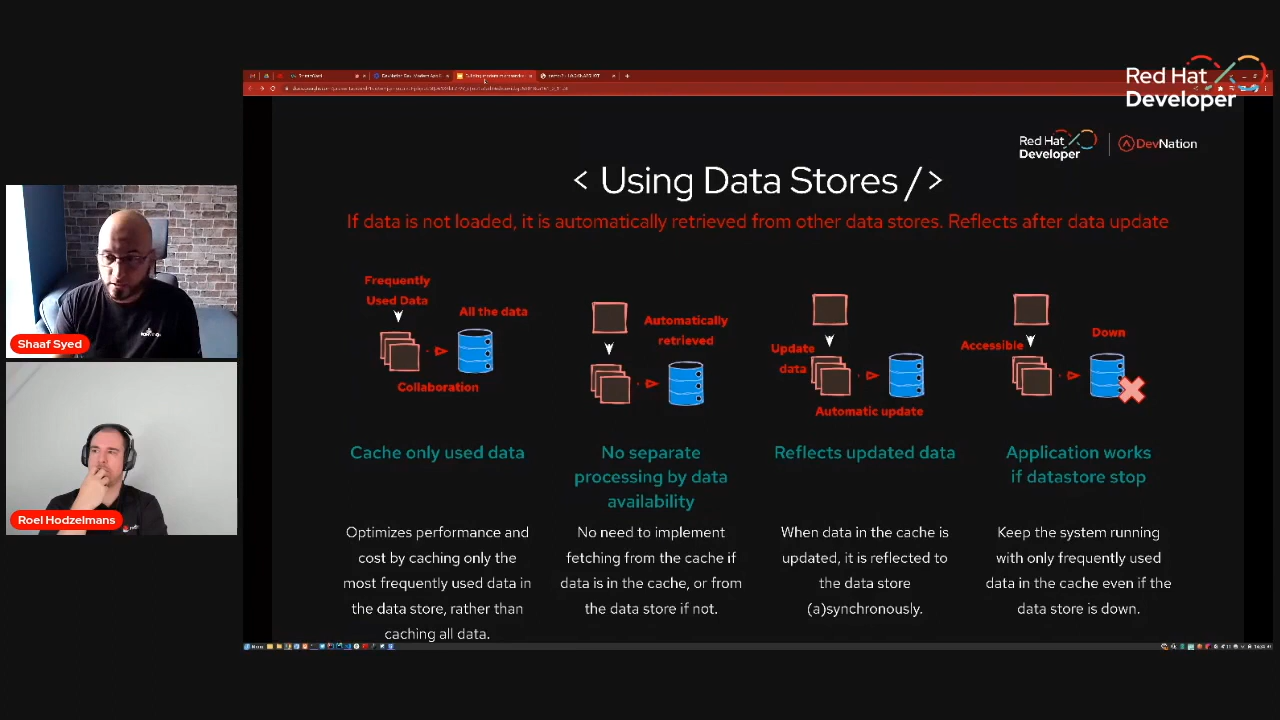 Red Hat
Developer
Red Hat
Developer
DevNation
< Using Data Stores />
If data is not loaded, it is automatically retrieved from other data stores. Reflects after data update
Frequently
Used Data
All the data
Collaboration
Cache only used data
Optimizes performance and
cost by caching only the
most frequently used data in
the data store, rather than
caching all data.
Automatically
retrieved
No separate
processing by data
availability
No need to implement
fetching from the cache if
data is in the cache, or from
the data store if not.
Update
data
Automatic update
Reflects updated data
When data in the cache is
updated, it is reflected to
the data store
(a)synchronously.
Accessible
Down
Application works
if datastore stop
Keep the system running
with only frequently used
data in the cache even if the
data store is down.
Shaaf Syed
Roel Hodzelmans